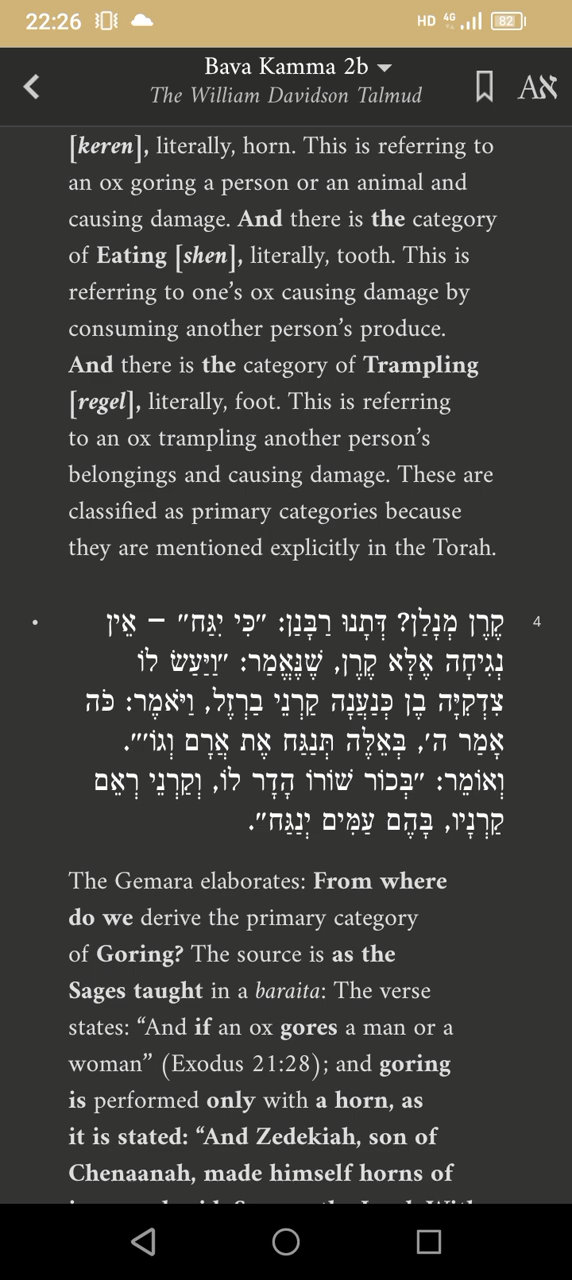 22:26
HD 4G 82
Bava Kamma 2b
The William Davidson Talmud
Aא
[keren], literally, horn. This is referring to
an ox goring a person or an animal and
causing damage. And there is the category
of Eating [shen], literally, tooth. This is
referring to one’s ox causing damage by
consuming another person’s produce.
And there is the category of Trampling
[regel], literally, foot. This is referring
to an ox trampling another person’s
belongings and causing damage. These are
classified as primary categories because
they are mentioned explicitly in the Torah.
4
קֶרֶן מְנָלַן? דְּתָנוּ רַבָּנַן: ״כִּי יִגַּח״ – אֵין
נְגִיחָה אֶלָּא קֶרֶן, שֶׁנֶּאֱמַר: ״וַיַּעַשׂ לוֹ
צִדְקִיָּה בֶן כְּנַעֲנָה קַרְנֵי בַרְזֶל, וַיֹּאמֶר: כֹּה
אָמַר ה׳, בְּאֵלֶּה תְּנַגַּח אֶת אֲרָם וְגוֹ׳״.
וְאוֹמֵר: ״בְּכוֹר שׁוֹרוֹ הָדָר לוֹ, וְקַרְנֵי רְאֵם
קַרְנָיו, בָּהֶם עַמִּים יְנַגַּח״.
The Gemara elaborates: From where
do we derive the primary category
of Goring? The source is as the
Sages taught in a baraita: The verse
states: “And if an ox gores a man or a
woman” (Exodus 21:28); and goring
is performed only with a horn, as
it is stated: “And Zedekiah, son of
Chenaanah, made himself horns of